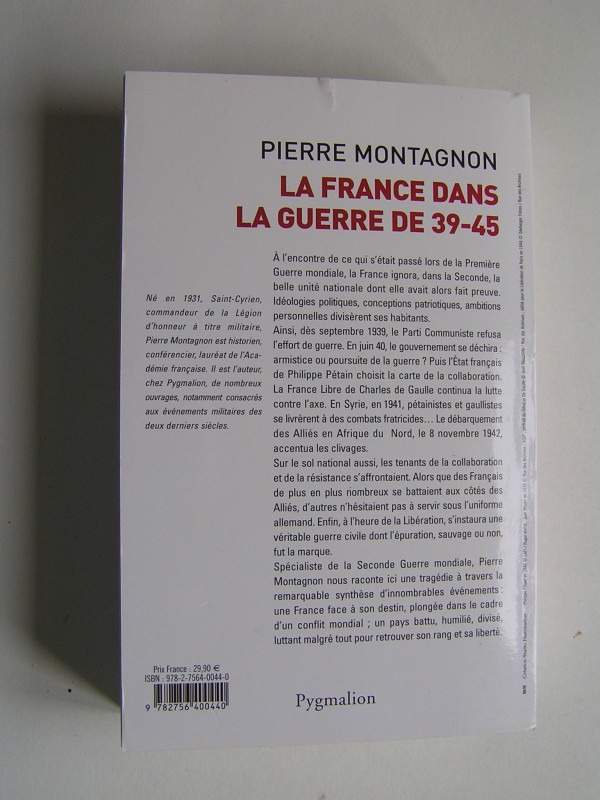 PIERRE MONTAGNON
LA FRANCE DANS
LA GUERRE DE 39-45
À l'encontre de ce qui s'était passé lors de la Première
Guerre mondiale, la France ignora, dans la Seconde, la
belle unité nationale dont elle avait alors fait preuve.
Idéologies politiques, conceptions patriotiques, ambitions
personnelles divisèrent ses habitants.
Ainsi, dès septembre 1939, le Parti Communiste refusa
l'effort de guerre. En juin 40, le gouvernement se déchira :
armistice ou poursuite de la guerre ? Puis l'État français
de Philippe Pétain choisit la carte de la collaboration.
La France Libre de Charles de Gaulle continua la lutte
contre l'axe. En Syrie, en 1941, pétainistes et gaullistes
se livrèrent à des combats fratricides... Le débarquement
des Alliés en Afrique du Nord, le 8 novembre 1942,
accentua les clivages.
Sur le sol national aussi, les tenants de la collaboration
et de la résistance s'affrontaient. Alors que des Français
de plus en plus nombreux se battaient aux côtés des
Alliés, d'autres n'hésitaient pas à servir sous l'uniforme
allemand. Enfin, à l'heure de la Libération, s'instaura une
véritable guerre civile dont l'épuration, sauvage ou non,
fut la marque.
Spécialiste de la Seconde Guerre mondiale, Pierre
Montagnon nous raconte ici une tragédie à travers la
remarquable synthèse d'innombrables événements :
une France face à son destin, plongée dans le cadre
d'un conflit mondial ; un pays battu, humilié, divisé,
luttant malgré tout pour retrouver son rang et sa liberté.
Né en 1931, Saint-Cyrien,
commandeur de la Légion
d'honneur à titre militaire,
Pierre Montagnon est historien,
conférencier, lauréat de l'Aca-
démie française. Il est l'auteur,
chez Pygmalion, de nombreux
ouvrages, notamment consacrés
aux événements militaires des
deux derniers siècles.
Prix France : 29,90 €
ISBN : 978-2-7564-0044-0
9 782756 400440
Pygmalion